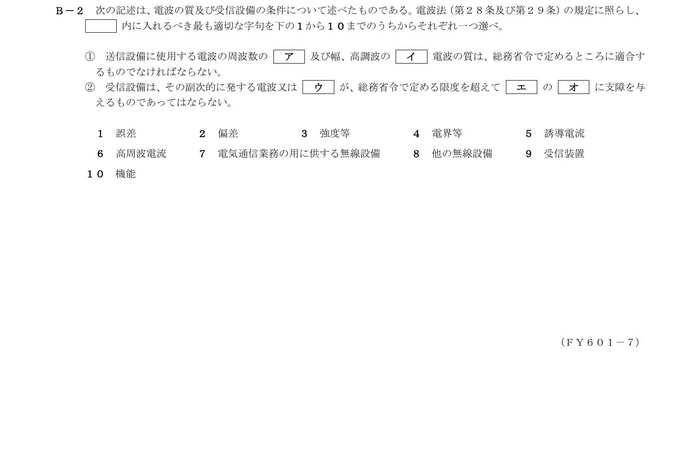 B－2　次の記述は、電波の質及び受信設備の条件について述べたものである。電波法（第28条及び第29条）の規定に照らし、
　　　内に入れるべき最も適切な字句を下の1から10までのうちからそれぞれ一つ選べ。
①　送信設備に使用する電波の周波数の ア 及び幅、高調波の イ 電波の質は、総務省令で定めるところに適合す
るものでなければならない。
②　受信設備は、その副次的に発する電波又は ウ が、総務省令で定める限度を超えて エ の オ に支障を与
えるものであってはならない。
1　誤差　2　偏差　3　強度等　4　電界等　5　誘導電流
6　高周波電流　7　電気通信業務の用に供する無線設備　8　他の無線設備　9　受信装置
10　機能
（FY601－7）